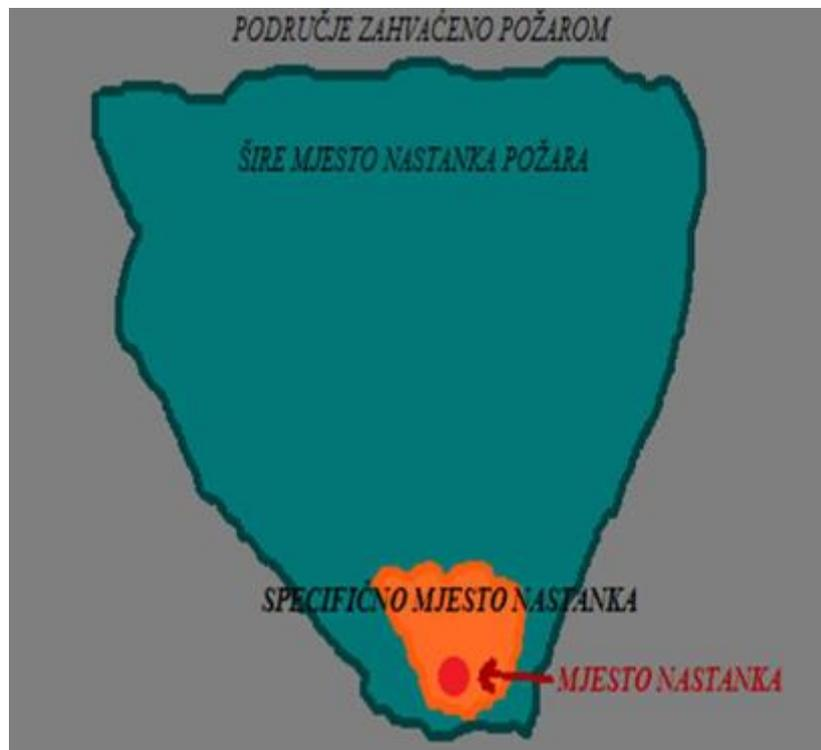 PODRUČJE ZAHVAĆENO POŽAROM
ŠIRE MJESTO NASTANKA POŽARA
SPECIFIČNO MJESTO NASTANKA
MJESTO NASTANKA